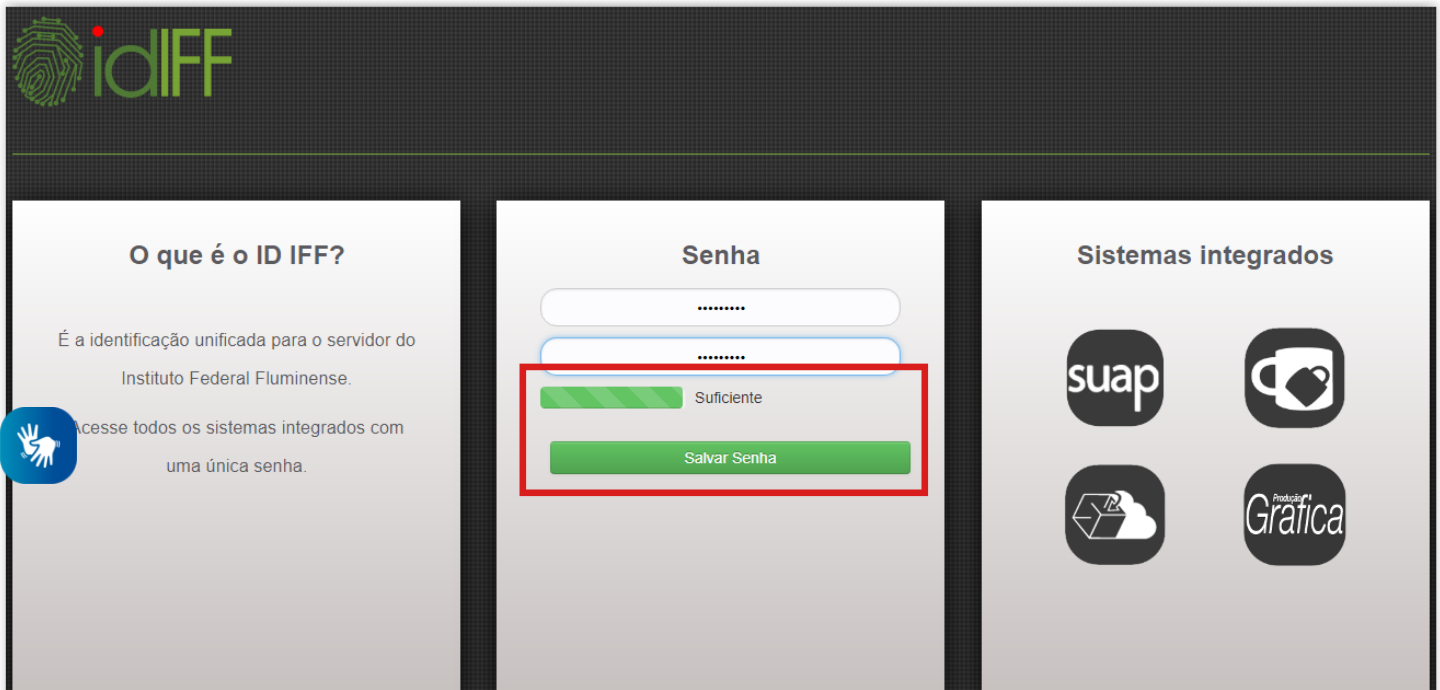 idIFF
O que é o ID IFF?
É a identificação unificada para o servidor do
Instituto Federal Fluminense.
Acesse todos os sistemas integrados com
uma única senha.
Senha
•••••••••
•••••••••
Suficiente
Salvar Senha
Sistemas integrados
suap
Produção
Gráfica